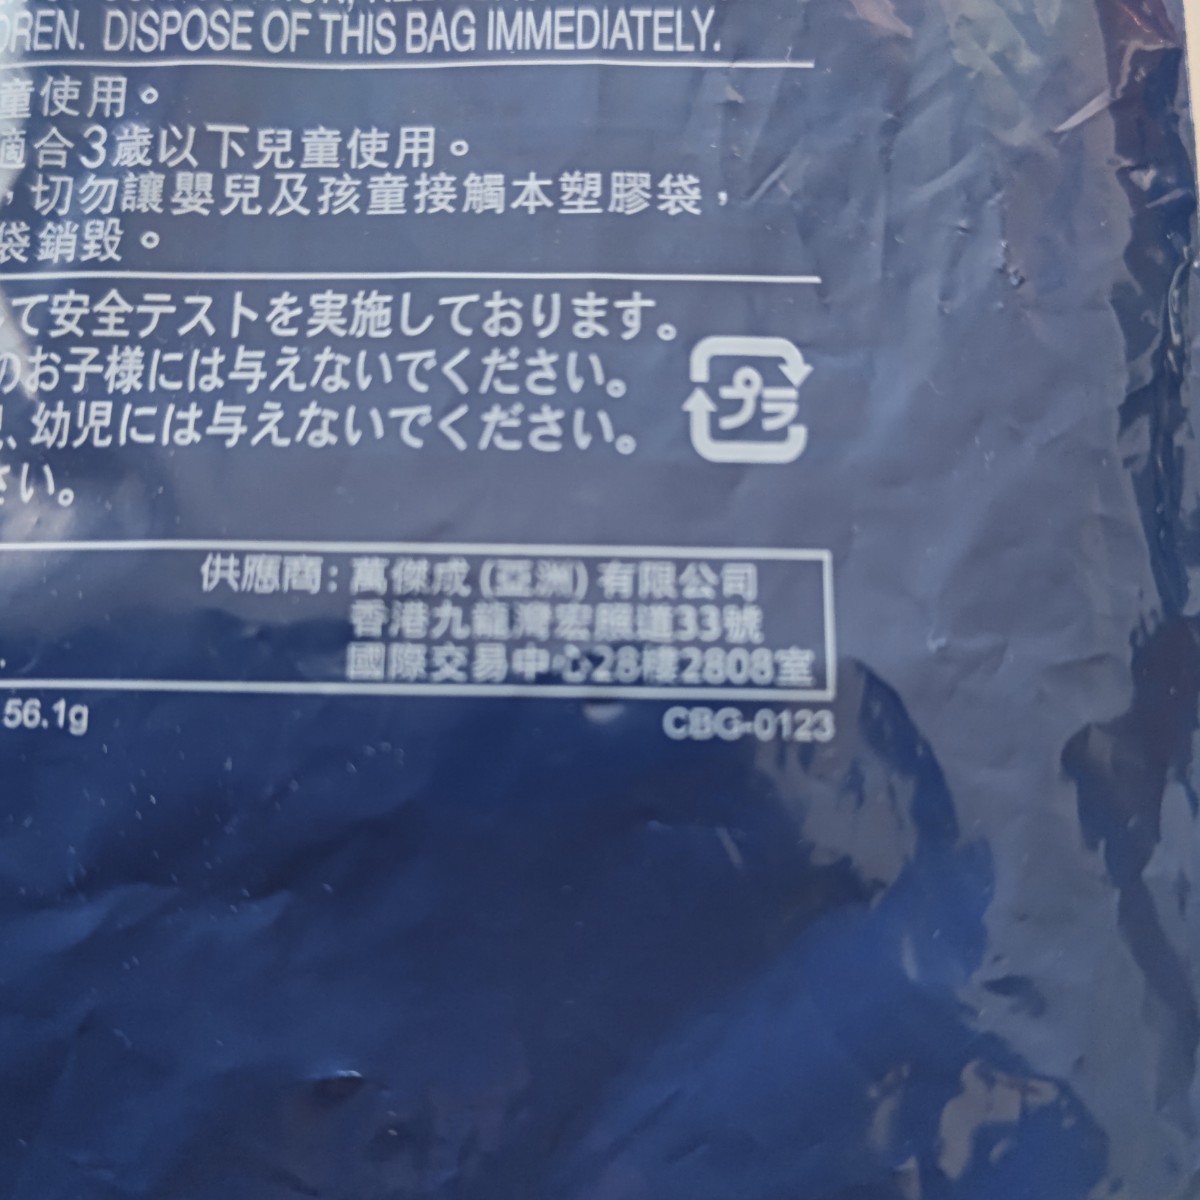 DREN. DISPOSE OF THIS BAG IMMEDIATELY.
童使用。
適合3歲以下兒童使用。
，切勿讓嬰兒及孩童接觸本塑膠袋，
袋銷毀。
して安全テストを実施しております。
のお子様には与えないでください。
、幼児には与えないでください。
さい。
プラ
供應商: 萬傑成 (亞洲) 有限公司
香港九龍灣宏照道33號
國際交易中心28樓2808室
56.1g
CBG-0123